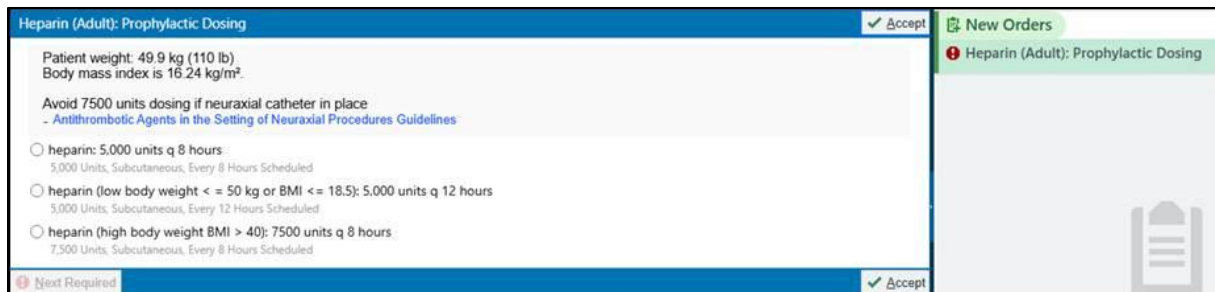 Heparin (Adult): Prophylactic Dosing
✓ Accept
Patient weight: 49.9 kg (110 lb)
Body mass index is 16.24 kg/m².
Avoid 7500 units dosing if neuraxial catheter in place
- Antithrombotic Agents in the Setting of Neuraxial Procedures Guidelines
heparin: 5,000 units q 8 hours
5,000 Units, Subcutaneous, Every 8 Hours Scheduled
heparin (low body weight < = 50 kg or BMI <= 18.5): 5,000 units q 12 hours
5,000 Units, Subcutaneous, Every 12 Hours Scheduled
heparin (high body weight BMI > 40): 7500 units q 8 hours
7,500 Units, Subcutaneous, Every 8 Hours Scheduled
Next Required
✓ Accept
New Orders
Heparin (Adult): Prophylactic Dosing